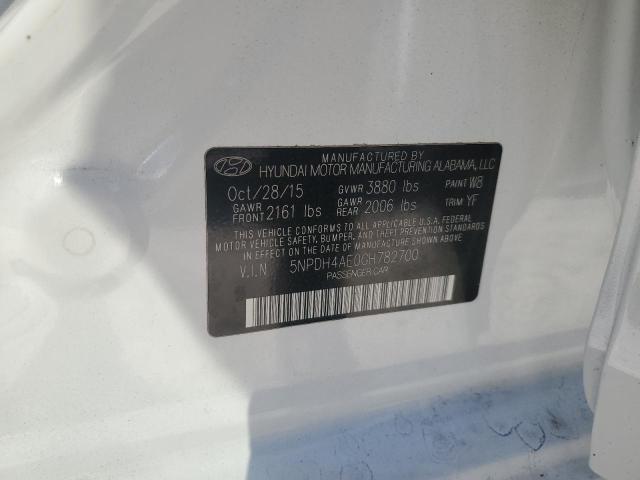 MANUFACTURED BY
HYUNDAI MOTOR MANUFACTURING ALABAMA, LLC
Oct/28/15 GVWR 3880 lbs PAINT W8
GAWR FRONT 2161 lbs GAWR REAR 2006 lbs TRIM YF
THIS VEHICLE CONFORMS TO ALL APPLICABLE U.S.A. FEDERAL
MOTOR VEHICLE SAFETY, BUMPER, AND THEFT PREVENTION STANDARDS
IN EFFECT ON THE DATE OF MANUFACTURE SHOWN ABOVE.
V.I.N 5NPDH4AE0GH782700
PASSENGER CAR